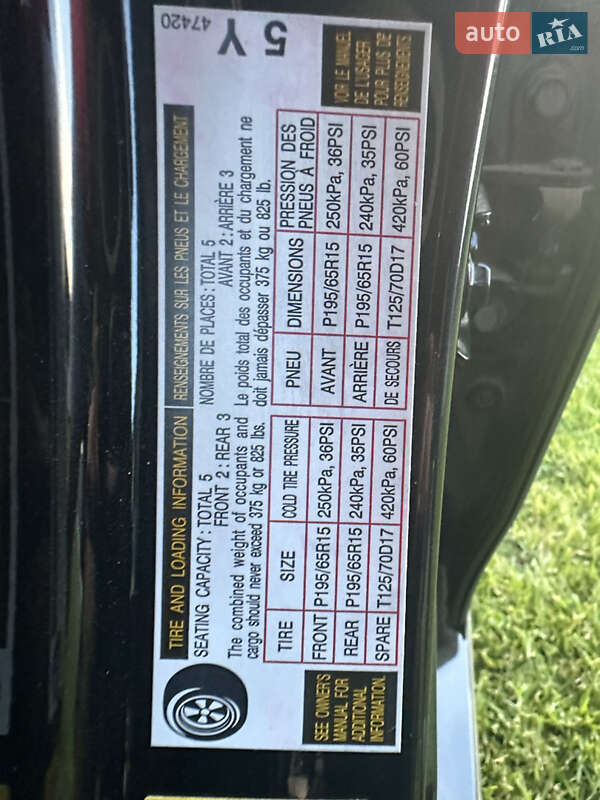 TIRE AND LOADING INFORMATION
RENSEIGNEMENTS SUR LES PNEUS ET LE CHARGEMENT
SEATING CAPACITY: TOTAL 5
FRONT 2: REAR 3
NOMBRE DE PLACES: TOTAL 5
AVANT 2: ARRIÈRE 3
The combined weight of occupants and
cargo should never exceed 375 kg or 825 lbs.
Le poids total des occupants et du chargement ne
doit jamais dépasser 375 kg ou 825 lb.
TIRE SIZE COLD TIRE PRESSURE
FRONT P195/65R15 250kPa, 36PSI
REAR P195/65R15 240kPa, 35PSI
SPARE T125/70D17 420kPa, 60PSI
PNEU DIMENSIONS PRESSION DES
PNEUS À FROID
AVANT P195/65R15 250kPa, 36PSI
ARRIÈRE P195/65R15 240kPa, 35PSI
DE SECOURS T125/70D17 420kPa, 60PSI
SEE OWNER'S
MANUAL FOR
ADDITIONAL
INFORMATION.
VOIR LE MANUEL
DE L'USAGER
POUR PLUS DE
RENSEIGNEMENTS
47420
5 Y
auto RIA .com